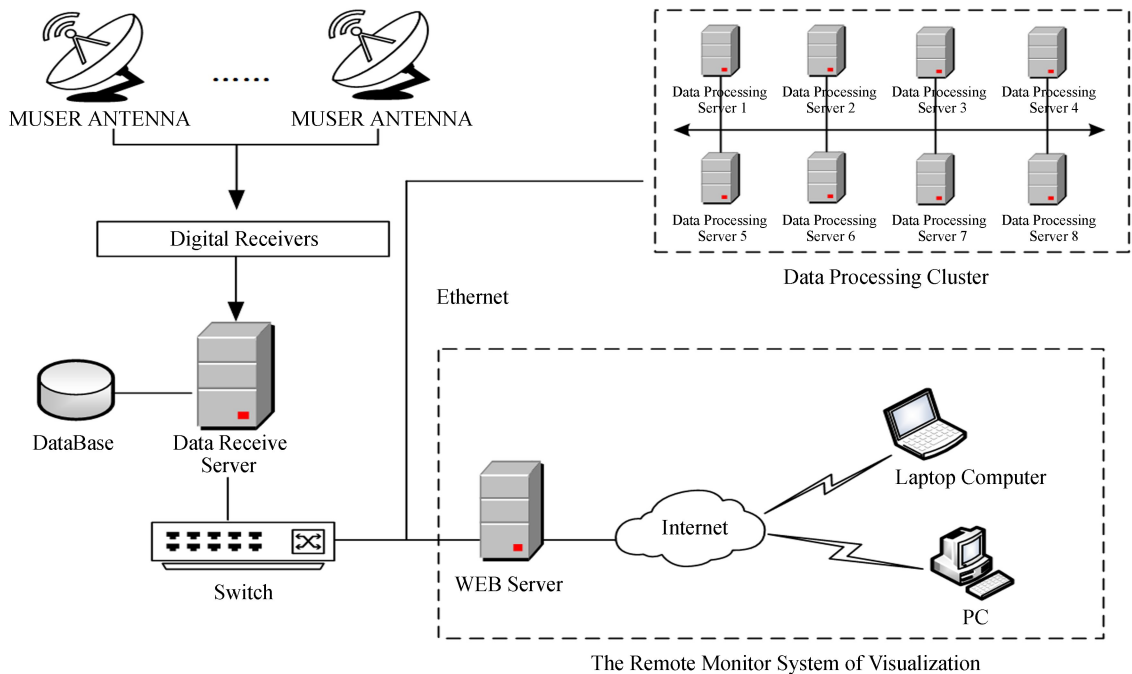 MUSER ANTENNA
......
MUSER ANTENNA
Data Processing
Server 1
Data Processing
Server 2
Data Processing
Server 3
Data Processing
Server 4
Data Processing
Server 5
Data Processing
Server 6
Data Processing
Server 7
Data Processing
Server 8
Data Processing Cluster
Digital Receivers
Ethernet
DataBase
Data Receive
Server
Switch
WEB Server
Internet
Laptop Computer
PC
The Remote Monitor System of Visualization